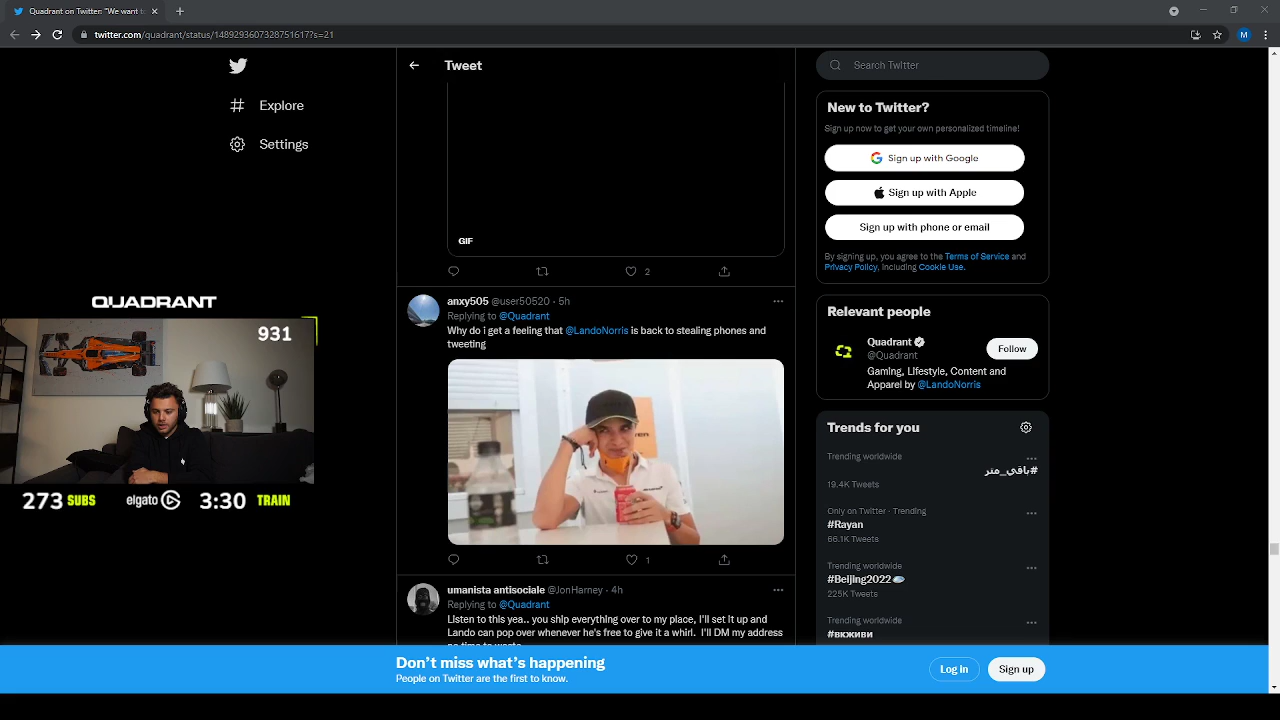 Quadrant on Twitter: "We want t
twitter.com/quadrant/status/1489293607328751617?s=21
M
Explore
Settings
Tweet
GIF
2
anxy505 @user50520 · 5h
Replying to @Quadrant
Why do i get a feeling that @LandoNorris is back to stealing phones and
tweeting
1
umanista antisociale @JonHarney · 4h
Replying to @Quadrant
Listen to this yea.. you ship everything over to my place, I'll set it up and
Lando can pop over whenever he's free to give it a whirl. I'll DM my address
Search Twitter
New to Twitter?
Sign up now to get your own personalized timeline!
Sign up with Google
Sign up with Apple
Sign up with phone or email
By signing up, you agree to the Terms of Service and
Privacy Policy, including Cookie Use.
Relevant people
Quadrant
@Quadrant
Follow
Gaming, Lifestyle, Content and
Apparel by @LandoNorris
Trends for you
Trending worldwide
#باقي_متر
19.4K Tweets
Only on Twitter · Trending
#Rayan
66.1K Tweets
Trending worldwide
#Beijing2022
225K Tweets
Trending worldwide
#вкживи
QUADRANT
931
273 SUBS
elgato
3:30 TRAIN
Don't miss what's happening
People on Twitter are the first to know.
Log in
Sign up